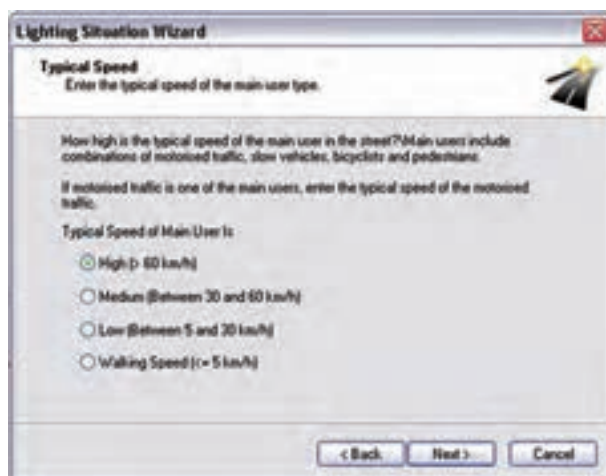 Lighting Situation Wizard
Typical Speed
Enter the typical speed of the main user type.
How high is the typical speed of the main user in the street?\Main users include
combinations of motorised traffic, slow vehicles, bicyclists and pedestrians
If motorised traffic is one of the main users, enter the typical speed of the motorised
traffic.
Typical Speed of Main User Is
High (> 60 km/h)
Medium (Between 30 and 60 km/h)
Low (Between 5 and 30 km/h)
Walking Speed (<= 5 km/h)
< Back Next > Cancel